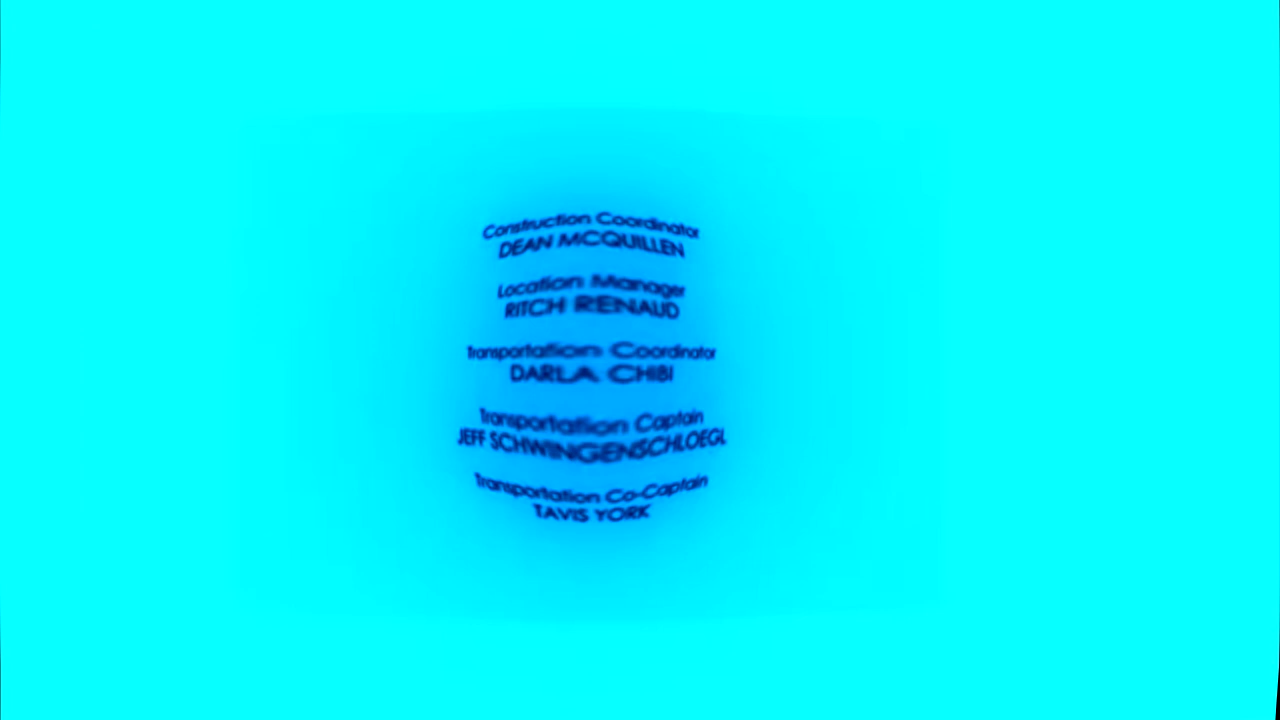 Construction Coordinator
DEAN MCQUILLEN
Location Manager
RITCH RENAUD
Transportation Coordinator
DARLA CHIBI
Transportation Captain
JEFF SCHWINGENSCHLOEGL
Transportation Co-Captain
TAVIS YORK